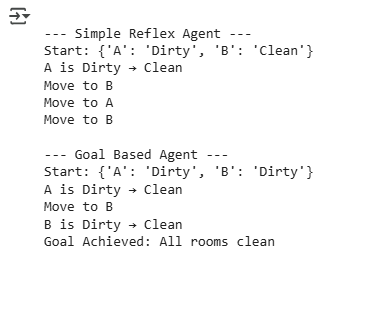 --- Simple Reflex Agent ---
Start: {'A': 'Dirty', 'B': 'Clean'}
A is Dirty → Clean
Move to B
Move to A
Move to B
--- Goal Based Agent ---
Start: {'A': 'Dirty', 'B': 'Dirty'}
A is Dirty → Clean
Move to B
B is Dirty → Clean
Goal Achieved: All rooms clean